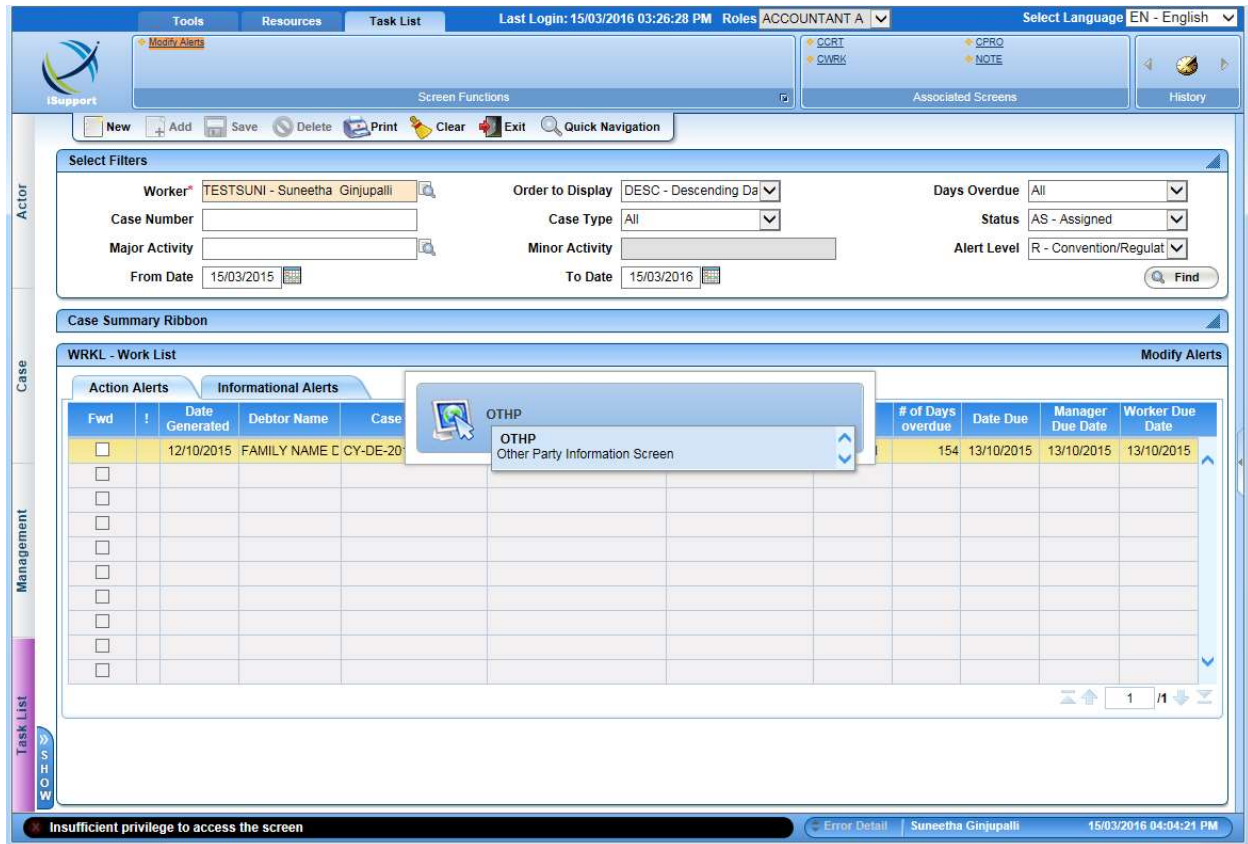 Tools Resources Task List Last Login: 15/03/2016 03:26:28 PM Roles ACCOUNTANT A Select Language EN - English
Modify Alerts CCRT CPRO
CWRK NOTE
iSupport Screen Functions Associated Screens History
New Add Save Delete Print Clear Exit Quick Navigation
Select Filters
Worker* TESTSUNI - Suneetha Ginjupalli Order to Display DESC - Descending Da Days Overdue All
Case Number Case Type All Status AS - Assigned
Major Activity Minor Activity Alert Level R - Convention/Regulat
From Date 15/03/2015 To Date 15/03/2016 Find
Case Summary Ribbon
WRKL - Work List Modify Alerts
Action Alerts Informational Alerts
Fwd ! Date Generated Debtor Name Case # of Days overdue Date Due Manager Due Date Worker Due Date
OTHP
OTHP
Other Party Information Screen
12/10/2015 FAMILY NAME D CY-DE-20 154 13/10/2015 13/10/2015 13/10/2015
1 /1
Actor
Case
Management
Task List
SHOW
Insufficient privilege to access the screen Error Detail Suneetha Ginjupalli 15/03/2016 04:04:21 PM